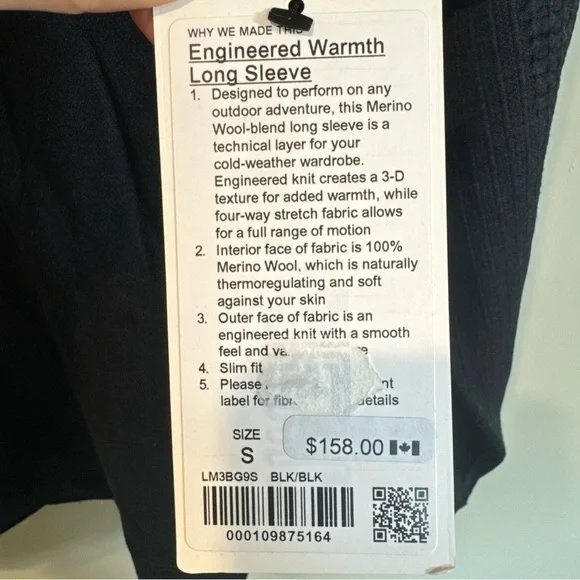 WHY WE MADE THIS
Engineered Warmth
Long Sleeve
1. Designed to perform on any
outdoor adventure, this Merino
Wool-blend long sleeve is a
technical layer for your
cold-weather wardrobe.
Engineered knit creates a 3-D
texture for added warmth, while
four-way stretch fabric allows
for a full range of motion
2. Interior face of fabric is 100%
Merino Wool, which is naturally
thermoregulating and soft
against your skin
3. Outer face of fabric is an
engineered knit with a smooth
feel and
4. Slim fit
5. Please
label for details
SIZE
S
$158.00
LM3BG9S BLK/BLK
000109875164